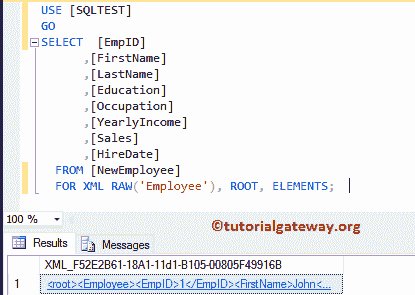 USE [SQLTEST]
GO
SELECT [EmpID]
,[FirstName]
,[LastName]
,[Education]
,[Occupation]
,[YearlyIncome]
,[Sales]
,[HireDate]
FROM [NewEmployee]
FOR XML RAW('Employee'), ROOT, ELEMENTS;
©tutorialgateway.org
100 %
Results Messages
XML_F52E2B61-18A1-11d1-B105-00805F49916B
1 <root><Employee><EmpID>1</EmpID><FirstName>John<...